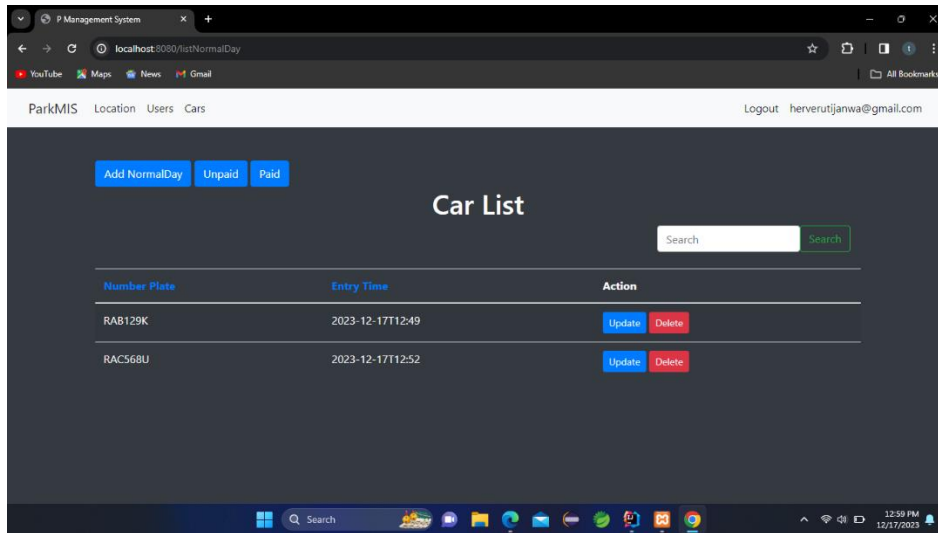 P Management System
localhost:8080/listNormalDay
YouTube Maps News Gmail All Bookmarks
ParkMIS Location Users Cars Logout herverutijanwa@gmail.com
Add NormalDay Unpaid Paid
Car List
Search Search
Number Plate Entry Time Action
RAB129K 2023-12-17T12:49 Update Delete
RAC568U 2023-12-17T12:52 Update Delete
Search
12:59 PM
12/17/2023